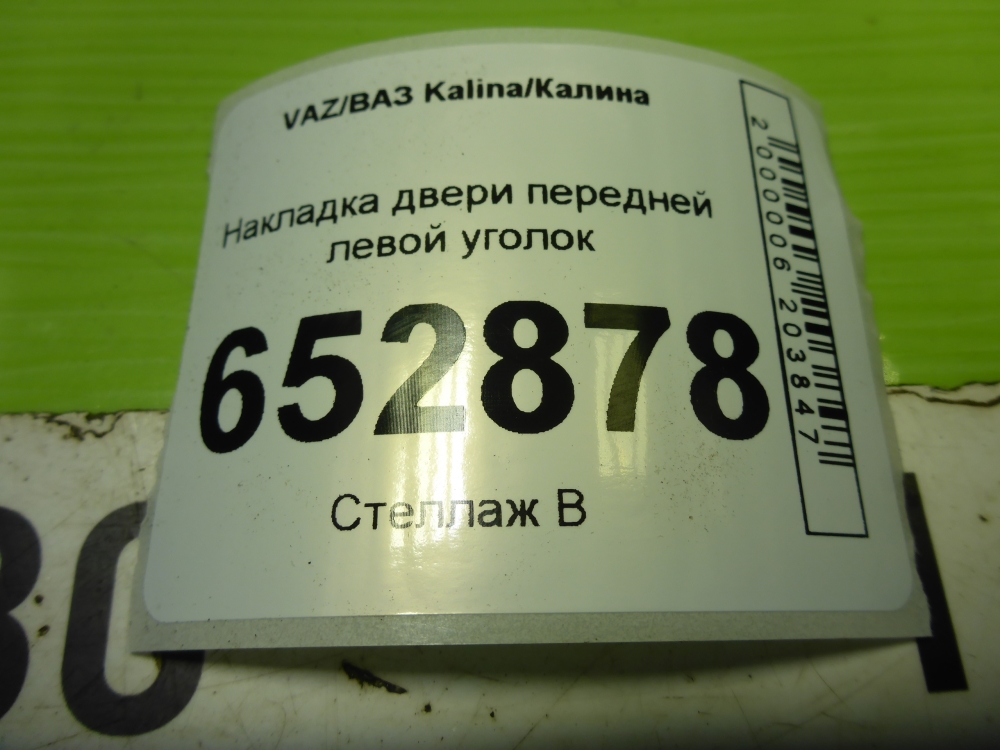 VAZ/ВАЗ Kalina/Калина
Накладка двери передней
левой уголок
652878
Стеллаж В
2000006203847